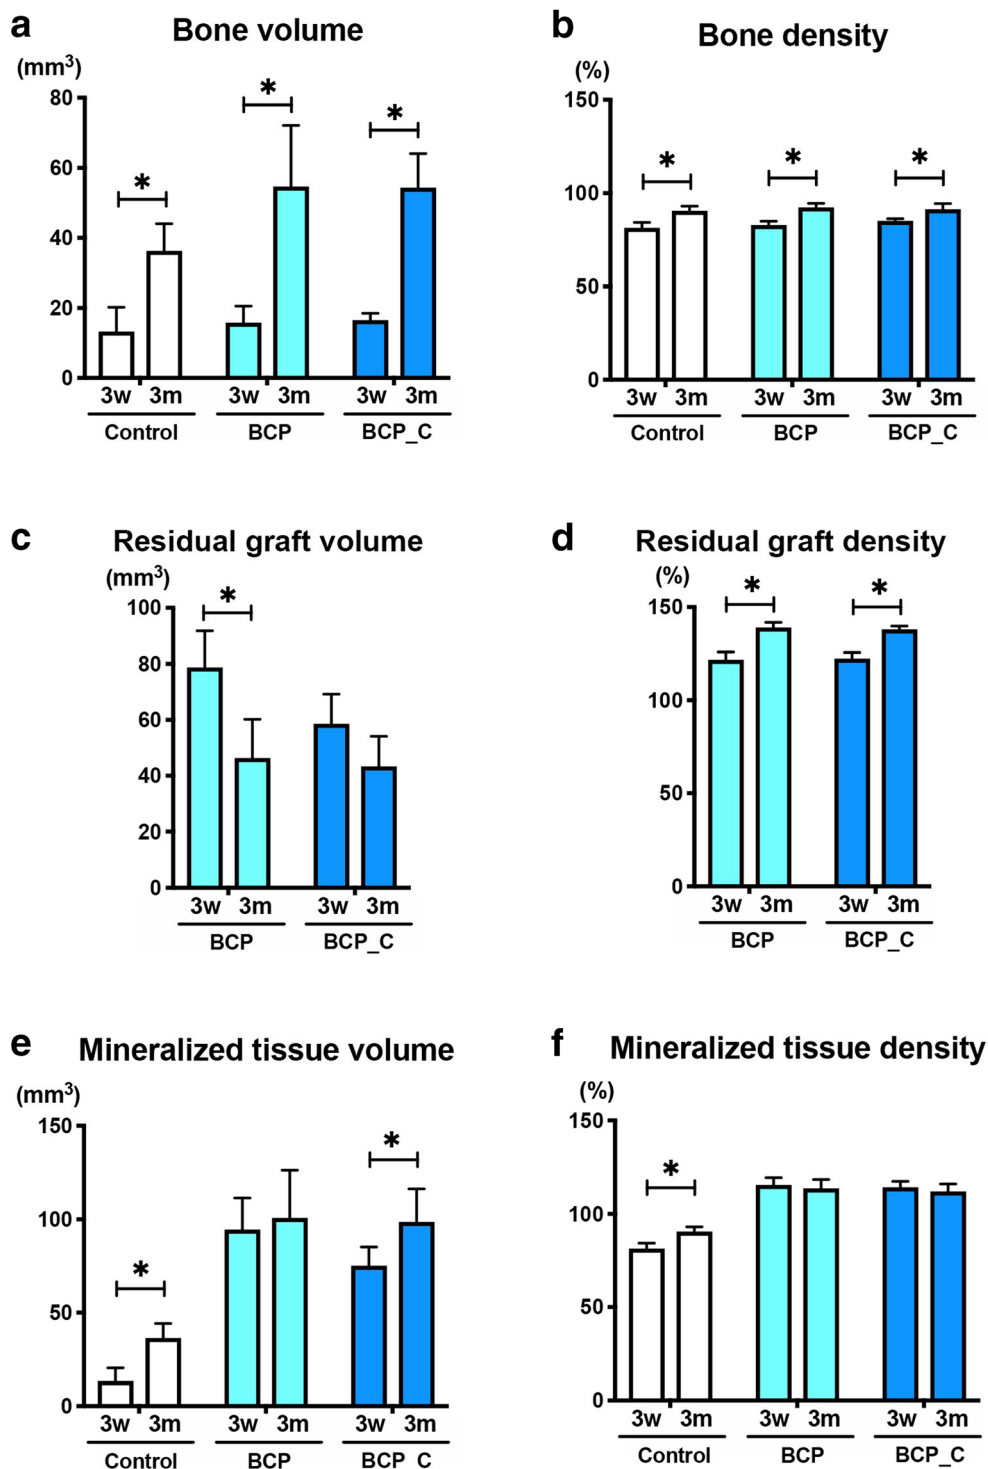 a Bone volume
(mm3)
80
60
40
20
0
*
*
*
3w 3m 3w 3m 3w 3m
Control BCP BCP_C
b Bone density
(%)
150
100
50
0
*
*
*
3w 3m 3w 3m 3w 3m
Control BCP BCP_C
c Residual graft volume
(mm3)
100
80
60
40
20
0
*
3w 3m 3w 3m
BCP BCP_C
d Residual graft density
(%)
150
100
50
0
*
*
3w 3m 3w 3m
BCP BCP_C
e Mineralized tissue volume
(mm3)
150
100
50
0
*
*
3w 3m 3w 3m 3w 3m
Control BCP BCP C
f Mineralized tissue density
(%)
150
100
50
0
*
3w 3m 3w 3m 3w 3m
Control BCP BCP_C